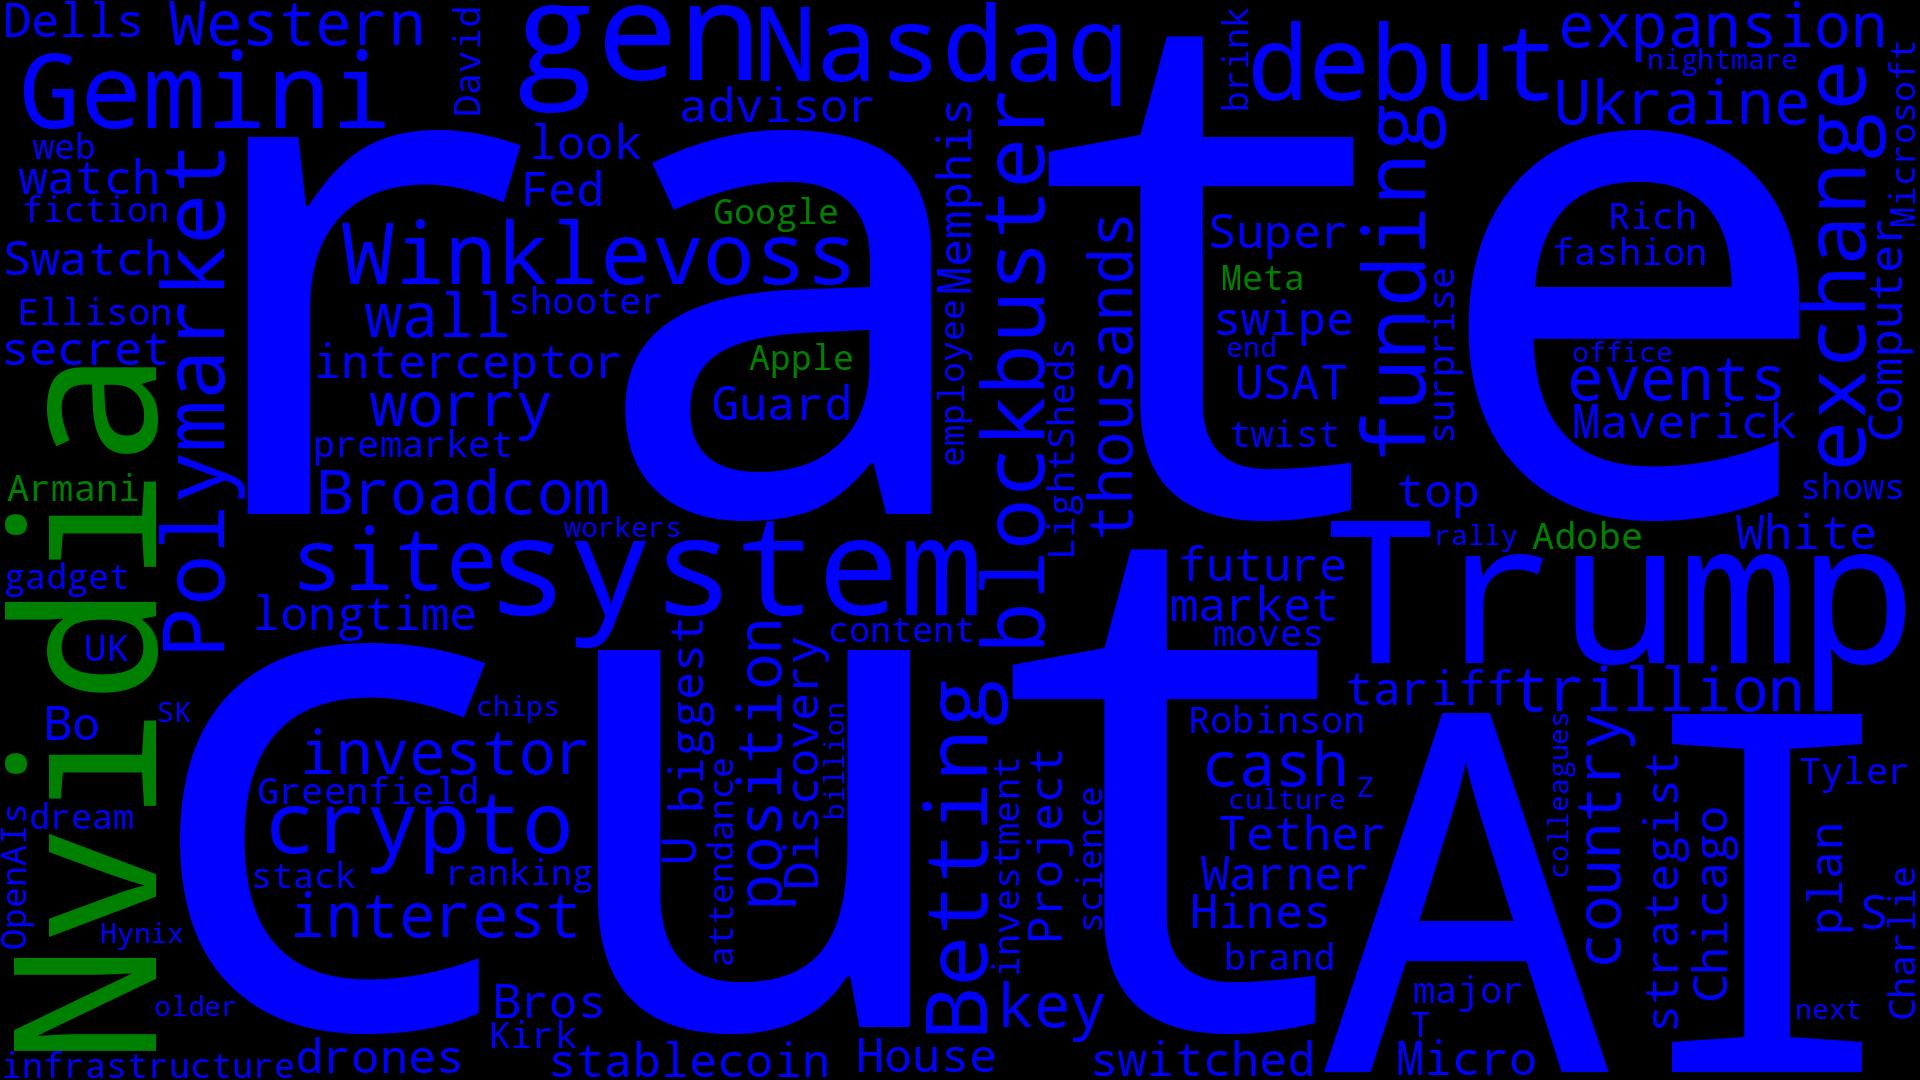 Dells
Western
David
gen
Nasdaq
brink
debut
expansion
nightmare
Microsoft
Gemini
advisor
Ukraine
exchange
web
watch
fiction
Polymarket
rate
look
Fed
Google
Memphis
blockbuster
thousands
Super
funding
Rich
fashion
Swatch
Winklevoss
Meta
Computer
Ellison
wall
shooter
employee
swipe
surprise
secret
interceptor
Apple
LightSheds
end
office
events
worry
Guard
USAT
Maverick
premarket
twist
Nvidia
Armani
Broadcom
top
shows
workers
rally
Adobe
White
site
system
future
Trump
gadget
longtime
market
UK
content
moves
cut
U
biggest
position
Discovery
tariff
trillion
Bo
SK
chips
billion
Betting
Robinson
AI
colleagues
country
investor
attendance
investment
Project
cash
strategist
Tyler
Greenfield
science
culture
Z
Chicago
dream
crypto
Tether
plan
OpenAIs
stack
ranking
Warner
S
Charlie
Hynix
interest
Hines
brand
older
Bros
key
major
next
Kirk
T
infrastructure
drones
stablecoin
House
switched
Micro